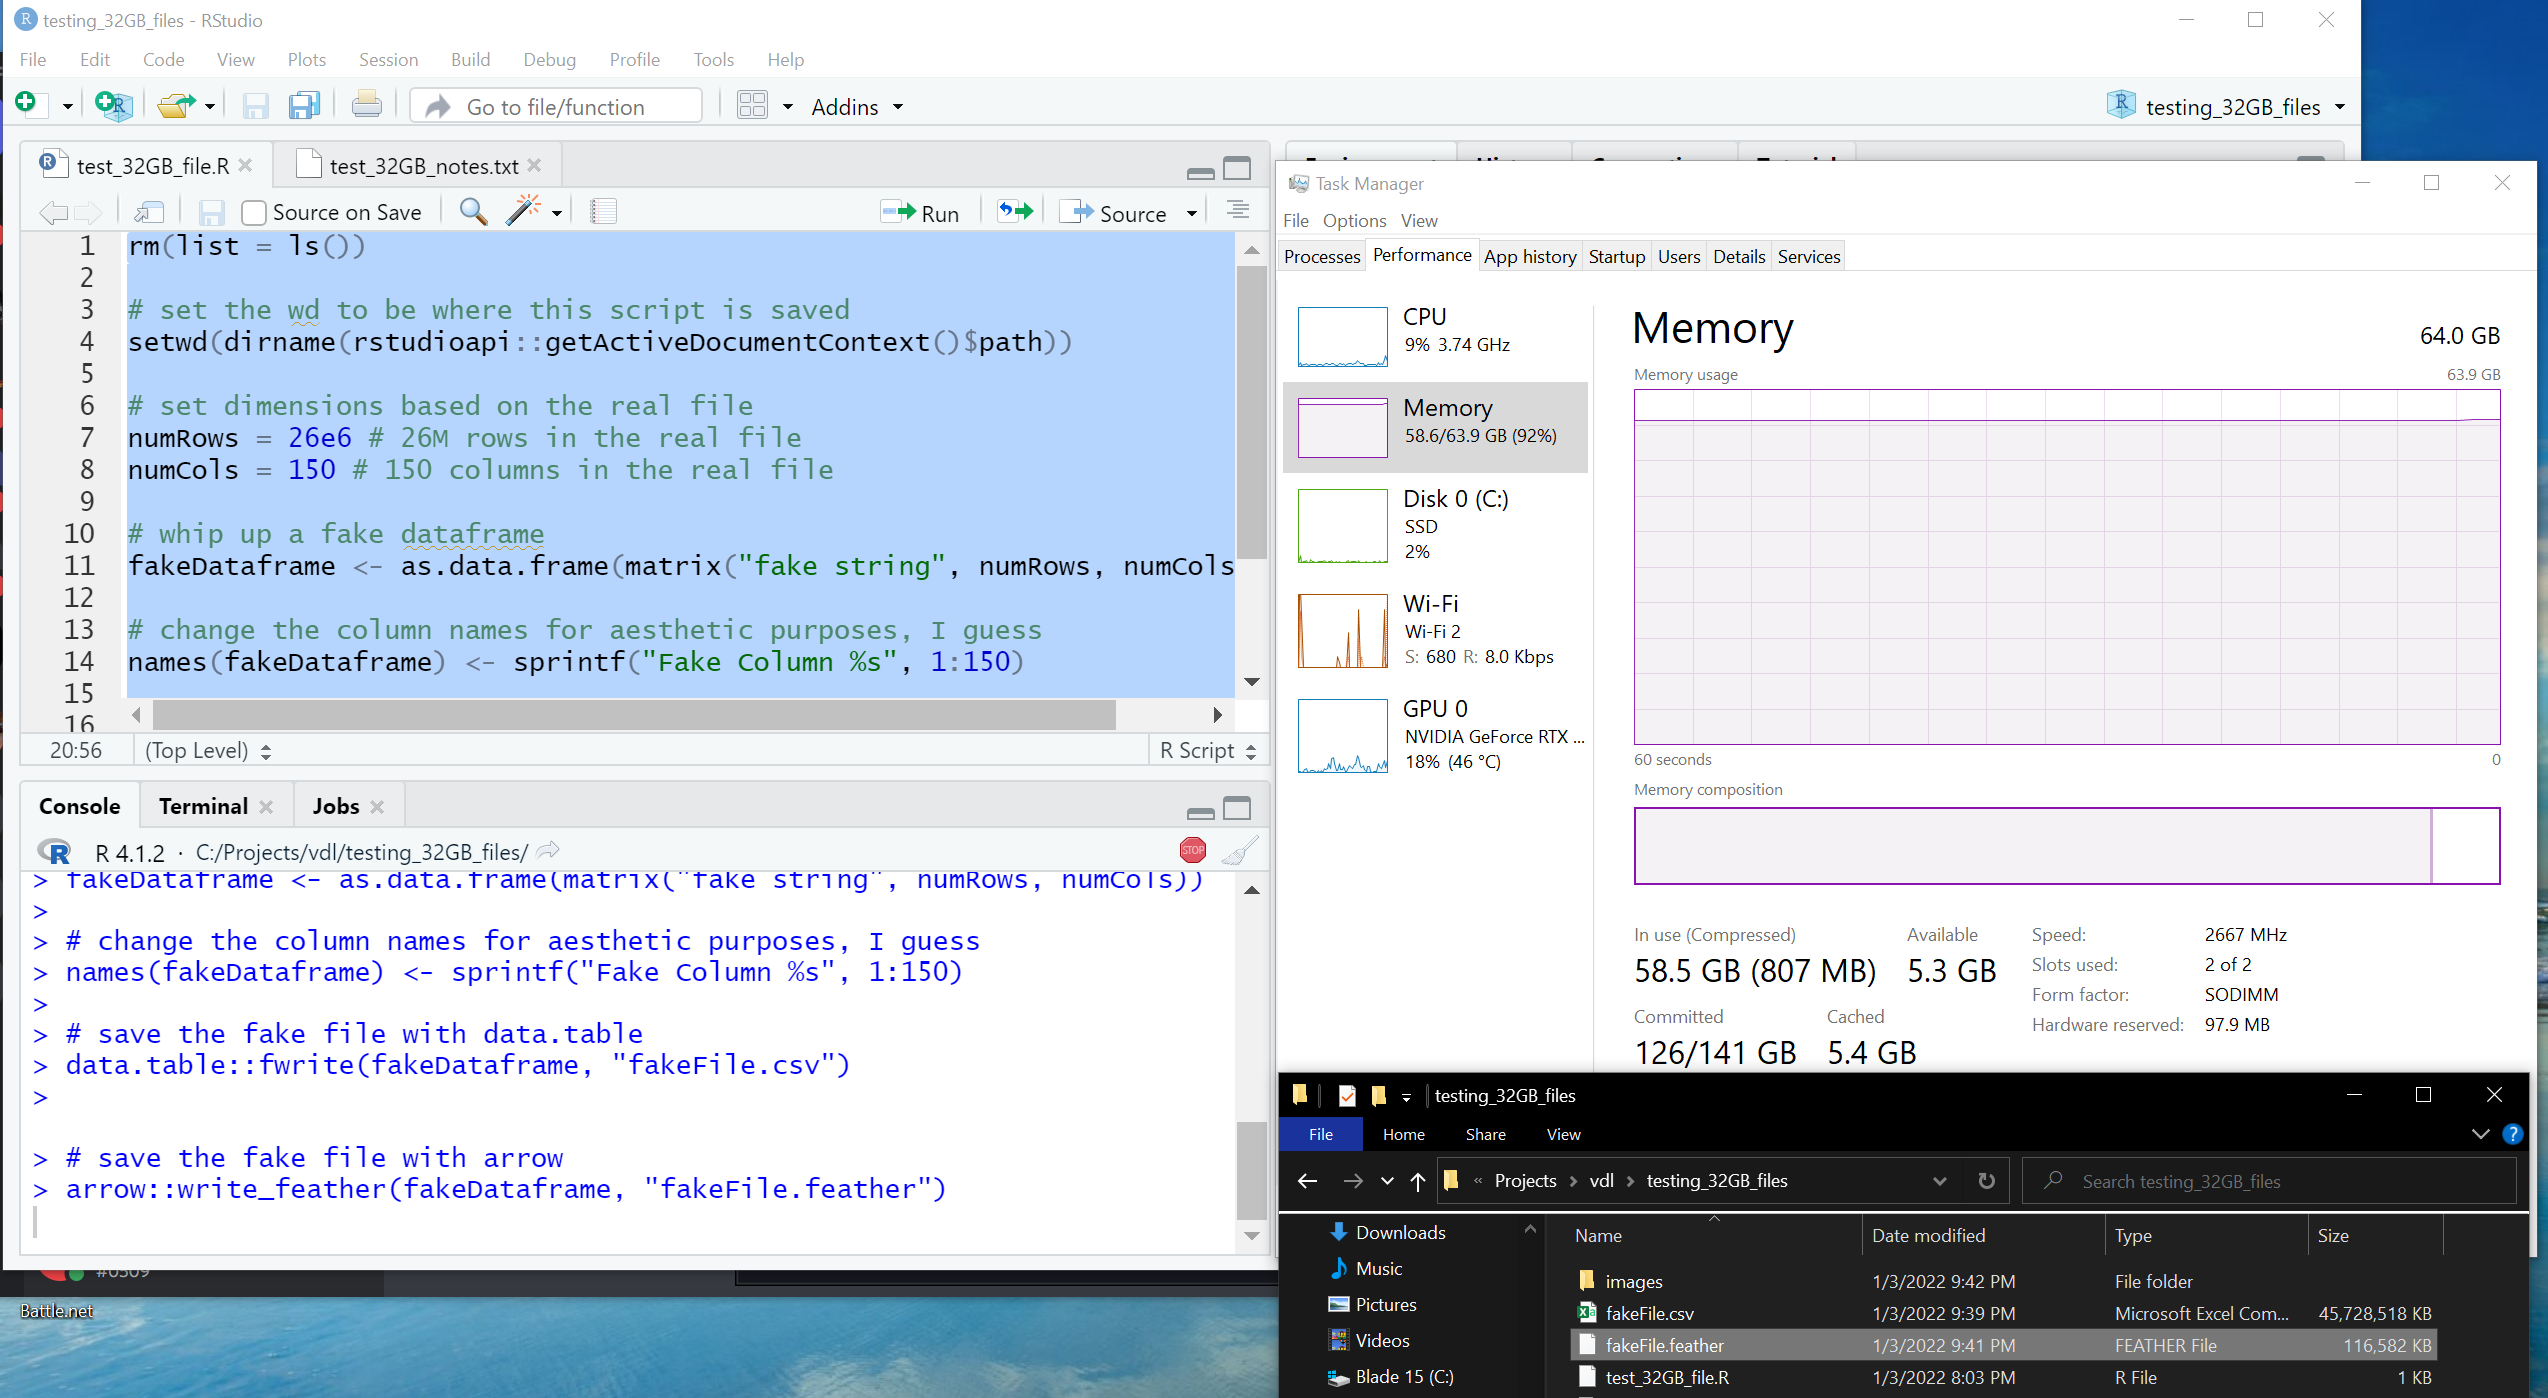 testing_32GB_files - RStudio
File Edit Code View Plots Session Build Debug Profile Tools Help
Go to file/function Addins testing_32GB_files
test_32GB_file.R test_32GB_notes.txt
Source on Save Run Source
1 rm(list = ls())
2
3 # set the wd to be where this script is saved
4 setwd(dirname(rstudioapi::getActiveDocumentContext()$path))
5
6 # set dimensions based on the real file
7 numRows = 26e6 # 26M rows in the real file
8 numCols = 150 # 150 columns in the real file
9
10 # whip up a fake dataframe
11 fakeDataframe <- as.data.frame(matrix("fake string", numRows, numCols
12
13 # change the column names for aesthetic purposes, I guess
14 names(fakeDataframe) <- sprintf("Fake Column %s", 1:150)
15
16
20:56 (Top Level) R Script
Console Terminal Jobs
R 4.1.2 · C:/Projects/vdl/testing_32GB_files/
STOP
> fakeDataframe <- as.data.frame(matrix("fake string", numRows, numCols))
>
> # change the column names for aesthetic purposes, I guess
> names(fakeDataframe) <- sprintf("Fake Column %s", 1:150)
>
> # save the fake file with data.table
> data.table::fwrite(fakeDataframe, "fakeFile.csv")
>
> # save the fake file with arrow
> arrow::write_feather(fakeDataframe, "fakeFile.feather")
#0509
Battle.net
Task Manager
File Options View
Processes Performance App history Startup Users Details Services
CPU
9% 3.74 GHz
Memory
58.6/63.9 GB (92%)
Disk 0 (C:)
SSD
2%
Wi-Fi
Wi-Fi 2
S: 680 R: 8.0 Kbps
GPU 0
NVIDIA GeForce RTX ...
18% (46 °C)
Memory 64.0 GB
Memory usage 63.9 GB
60 seconds 0
Memory composition
In use (Compressed) Available
58.5 GB (807 MB) 5.3 GB
Committed Cached
126/141 GB 5.4 GB
Speed: 2667 MHz
Slots used: 2 of 2
Form factor: SODIMM
Hardware reserved: 97.9 MB
testing_32GB_files
File Home Share View
« Projects > vdl > testing_32GB_files Search testing_32GB_files
Downloads
Music
Pictures
Videos
Blade 15 (C:)
Name Date modified Type Size
images 1/3/2022 9:42 PM File folder
fakeFile.csv 1/3/2022 9:39 PM Microsoft Excel Com... 45,728,518 KB
fakeFile.feather 1/3/2022 9:41 PM FEATHER File 116,582 KB
test_32GB_file.R 1/3/2022 8:03 PM R File 1 KB